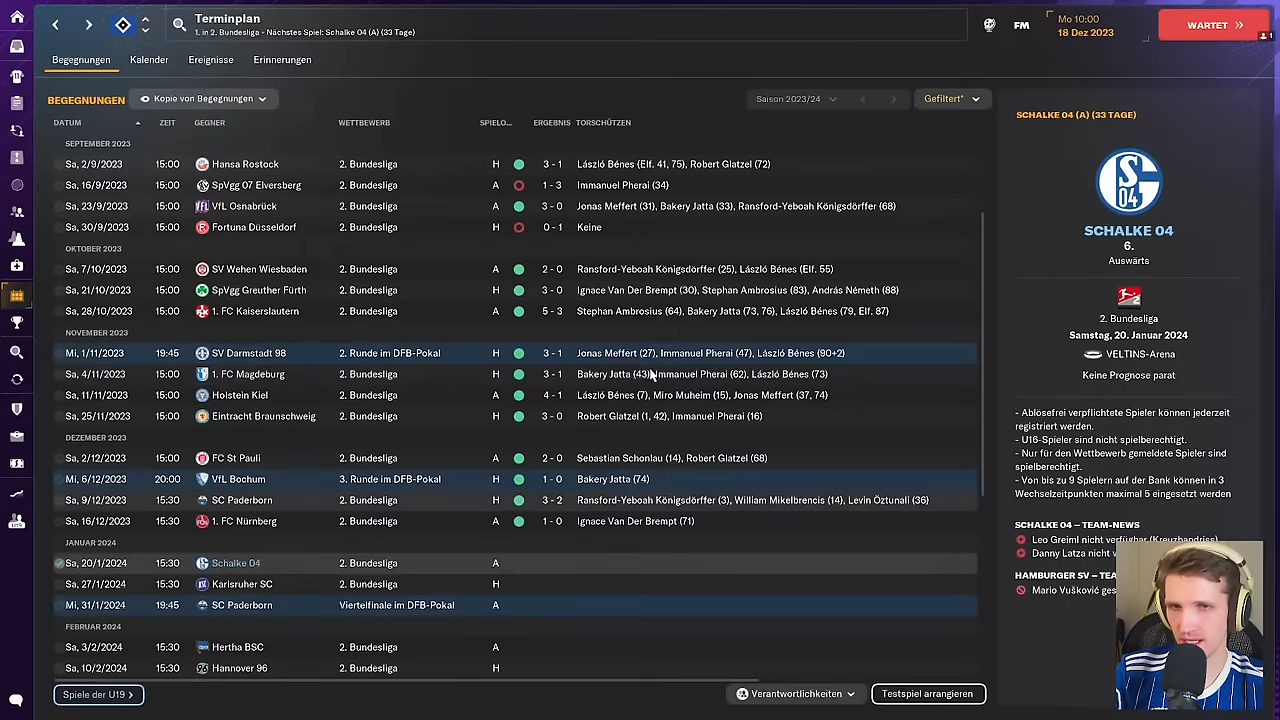 Terminplan
1. in 2. Bundesliga - Nächstes Spiel: Schalke 04 (A) (33 Tage)
FM
Mo 10:00
18 Dez 2023
WARTET
1
Begegnungen Kalender Ereignisse Erinnerungen
BEGEGNUNGEN Kopie von Begegnungen Saison 2023/24 Gefiltert*
DATUM ZEIT GEGNER WETTBEWERB SPIELO... ERGEBNIS TORSCHÜTZEN
SEPTEMBER 2023
Sa, 2/9/2023 15:00 Hansa Rostock 2. Bundesliga H 3 - 1 László Bénes (Elf. 41, 75), Robert Glatzel (72)
Sa, 16/9/2023 15:00 SpVgg 07 Elversberg 2. Bundesliga A 1 - 3 Immanuel Pherai (34)
Sa, 23/9/2023 15:00 VfL Osnabrück 2. Bundesliga A 3 - 0 Jonas Meffert (31), Bakery Jatta (33), Ransford-Yeboah Königsdörffer (68)
Sa, 30/9/2023 15:00 Fortuna Düsseldorf 2. Bundesliga H 0 - 1 Keine
OKTOBER 2023
Sa, 7/10/2023 15:00 SV Wehen Wiesbaden 2. Bundesliga A 2 - 0 Ransford-Yeboah Königsdörffer (25), László Bénes (Elf. 55)
Sa, 21/10/2023 15:00 SpVgg Greuther Fürth 2. Bundesliga H 3 - 0 Ignace Van Der Brempt (30), Stephan Ambrosius (83), András Németh (88)
Sa, 28/10/2023 15:00 1. FC Kaiserslautern 2. Bundesliga A 5 - 3 Stephan Ambrosius (64), Bakery Jatta (73, 76), László Bénes (79, Elf. 87)
NOVEMBER 2023
Mi, 1/11/2023 19:45 SV Darmstadt 98 2. Runde im DFB-Pokal H 3 - 1 Jonas Meffert (27), Immanuel Pherai (47), László Bénes (90+2)
Sa, 4/11/2023 15:00 1. FC Magdeburg 2. Bundesliga H 3 - 1 Bakery Jatta (43), Immanuel Pherai (62), László Bénes (73)
Sa, 11/11/2023 15:00 Holstein Kiel 2. Bundesliga A 4 - 1 László Bénes (7), Miro Muheim (15), Jonas Meffert (37, 74)
Sa, 25/11/2023 15:00 Eintracht Braunschweig 2. Bundesliga H 3 - 0 Robert Glatzel (1, 42), Immanuel Pherai (16)
DEZEMBER 2023
Sa, 2/12/2023 15:00 FC St Pauli 2. Bundesliga A 2 - 0 Sebastian Schonlau (14), Robert Glatzel (68)
Mi, 6/12/2023 20:00 VfL Bochum 3. Runde im DFB-Pokal H 1 - 0 Bakery Jatta (74)
Sa, 9/12/2023 15:30 SC Paderborn 2. Bundesliga H 3 - 2 Ransford-Yeboah Königsdörffer (3), William Mikelbrencis (14), Levin Öztunali (36)
Sa, 16/12/2023 15:30 1. FC Nürnberg 2. Bundesliga A 1 - 0 Ignace Van Der Brempt (71)
JANUAR 2024
Sa, 20/1/2024 15:30 Schalke 04 2. Bundesliga A
Sa, 27/1/2024 15:30 Karlsruher SC 2. Bundesliga H
Mi, 31/1/2024 19:45 SC Paderborn Viertelfinale im DFB-Pokal A
FEBRUAR 2024
Sa, 3/2/2024 15:30 Hertha BSC 2. Bundesliga A
Sa, 10/2/2024 15:30 Hannover 96 2. Bundesliga H
Spiele der U19 Verantwortlichkeiten Testspiel arrangieren
SCHALKE 04 (A) (33 TAGE)
S
04
SCHALKE 04
6.
Auswärts
2. Bundesliga
Samstag, 20. Januar 2024
VELTINS-Arena
Keine Prognose parat
- Ablosefrei verpflichtete Spieler können jederzeit
registriert werden.
- U16-Spieler sind nicht spielberechtigt.
- Nur für den Wettbewerb gemeldete Spieler sind
spielberechtigt.
- Von bis zu 9 Spielern auf der Bank können in 3
Wechselzeitpunkten maximal 5 eingesetzt werden
SCHALKE 04 – TEAM-NEWS
Leo Greiml nicht verfügbar (Kreuzbandriss)
Danny Latza nicht
HAMBURGER SV –
Mario Vušković